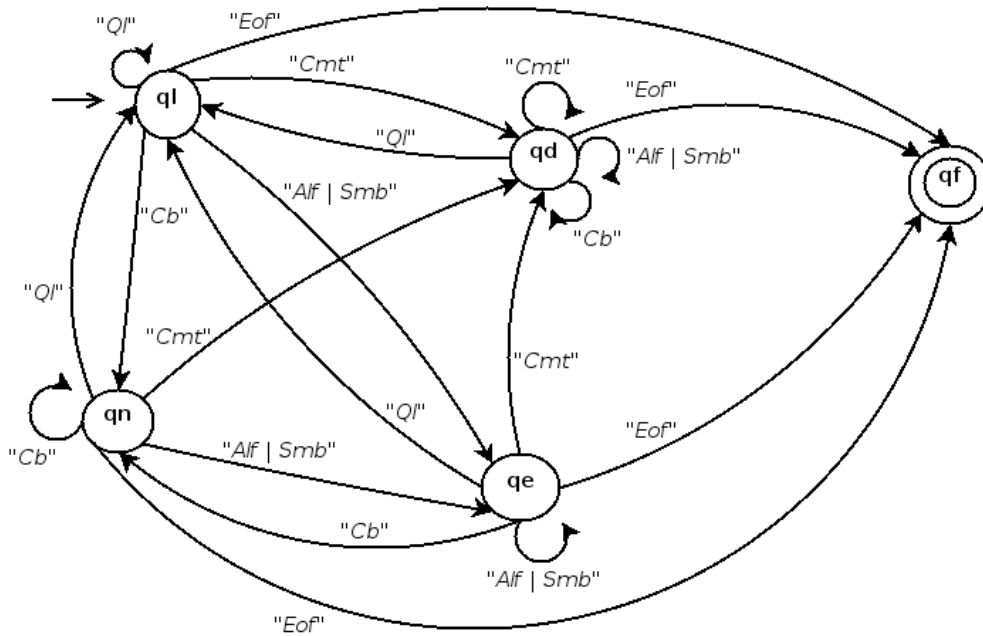 "Ql"
"Eof"
"Cmt"
"Cmt"
"Eof"
ql
"Ql"
qd
"Alf | Smb"
qf
"Alf | Smb"
"Cb"
"Cb"
"Ql"
"Cmt"
"Cmt"
qn
"Ql"
"Eof"
"Cb"
"Alf | Smb"
qe
"Cb"
"Alf | Smb"
"Eof"